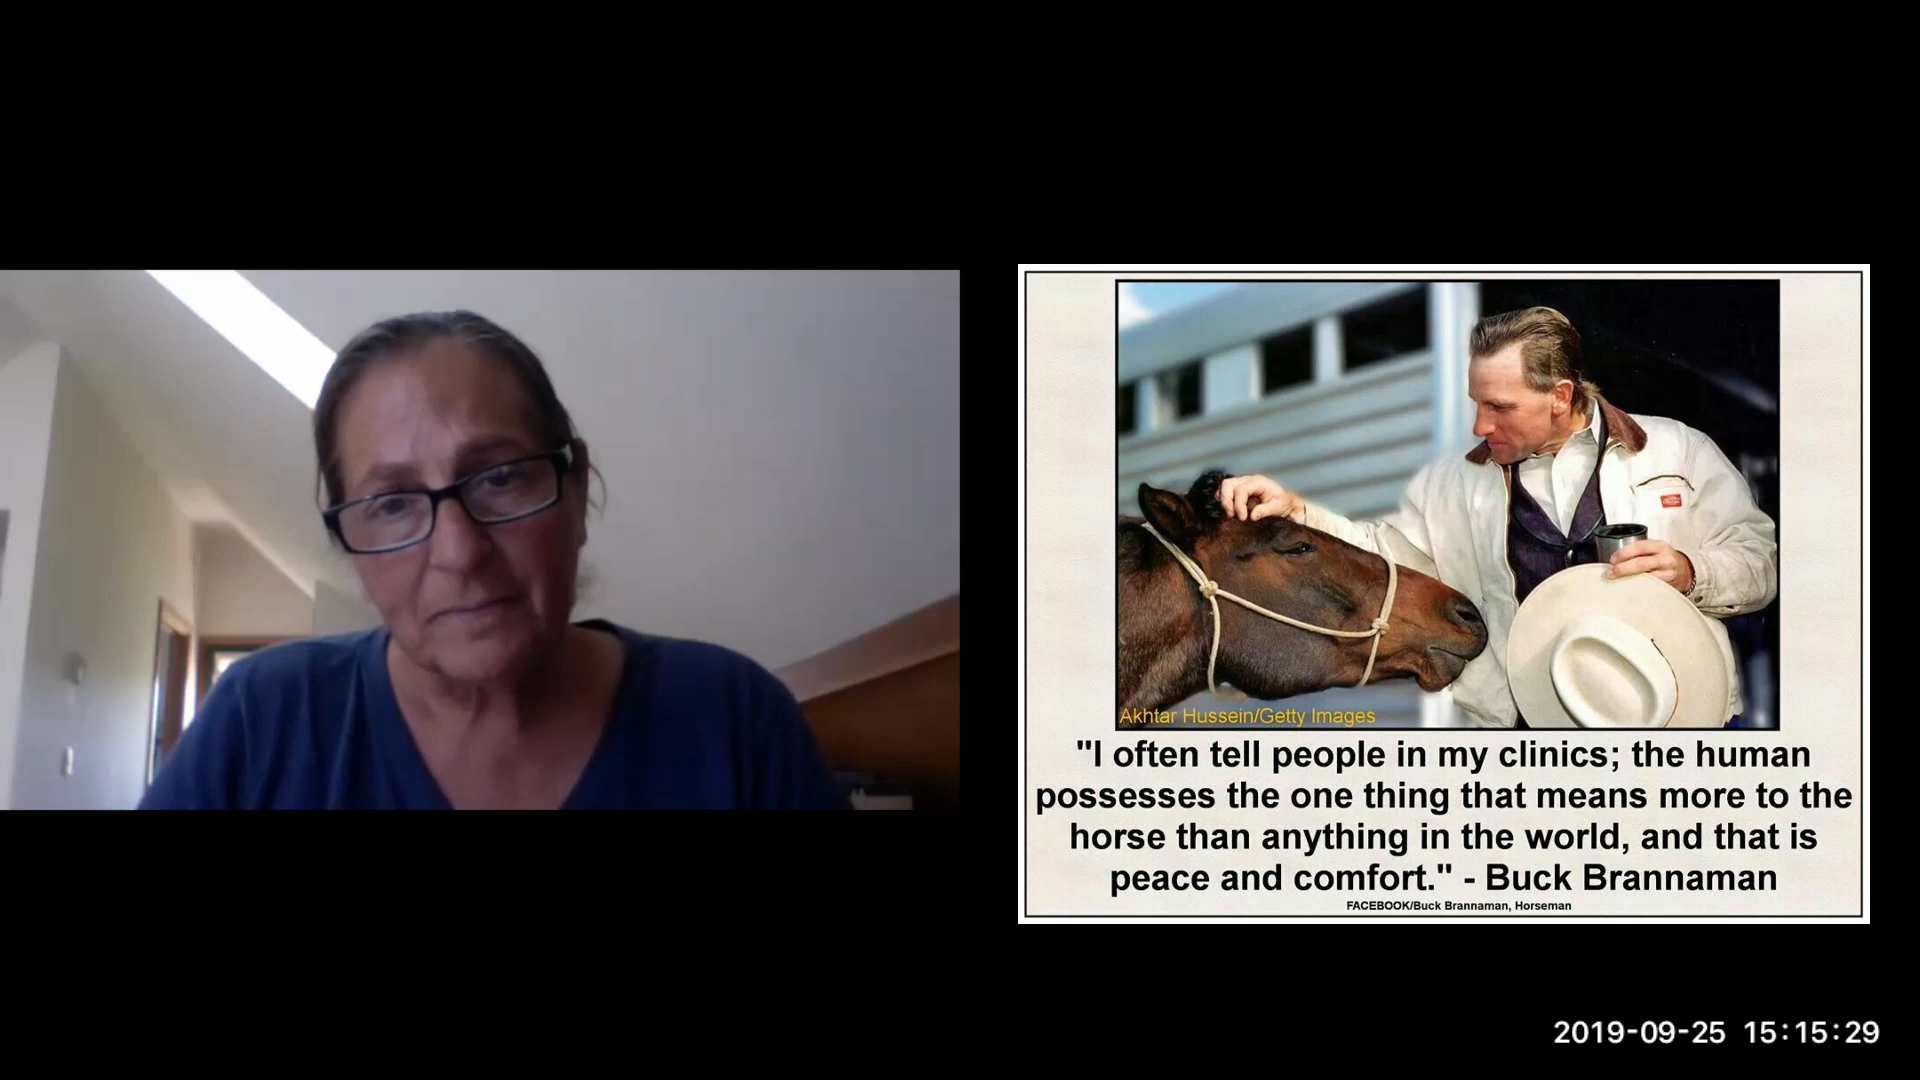 Akhtar Hussein/Getty Images
"I often tell people in my clinics; the human
possesses the one thing that means more to the
horse than anything in the world, and that is
peace and comfort." - Buck Brannaman
FACEBOOK/Buck Brannaman, Horseman
2019-09-25 15:15:29